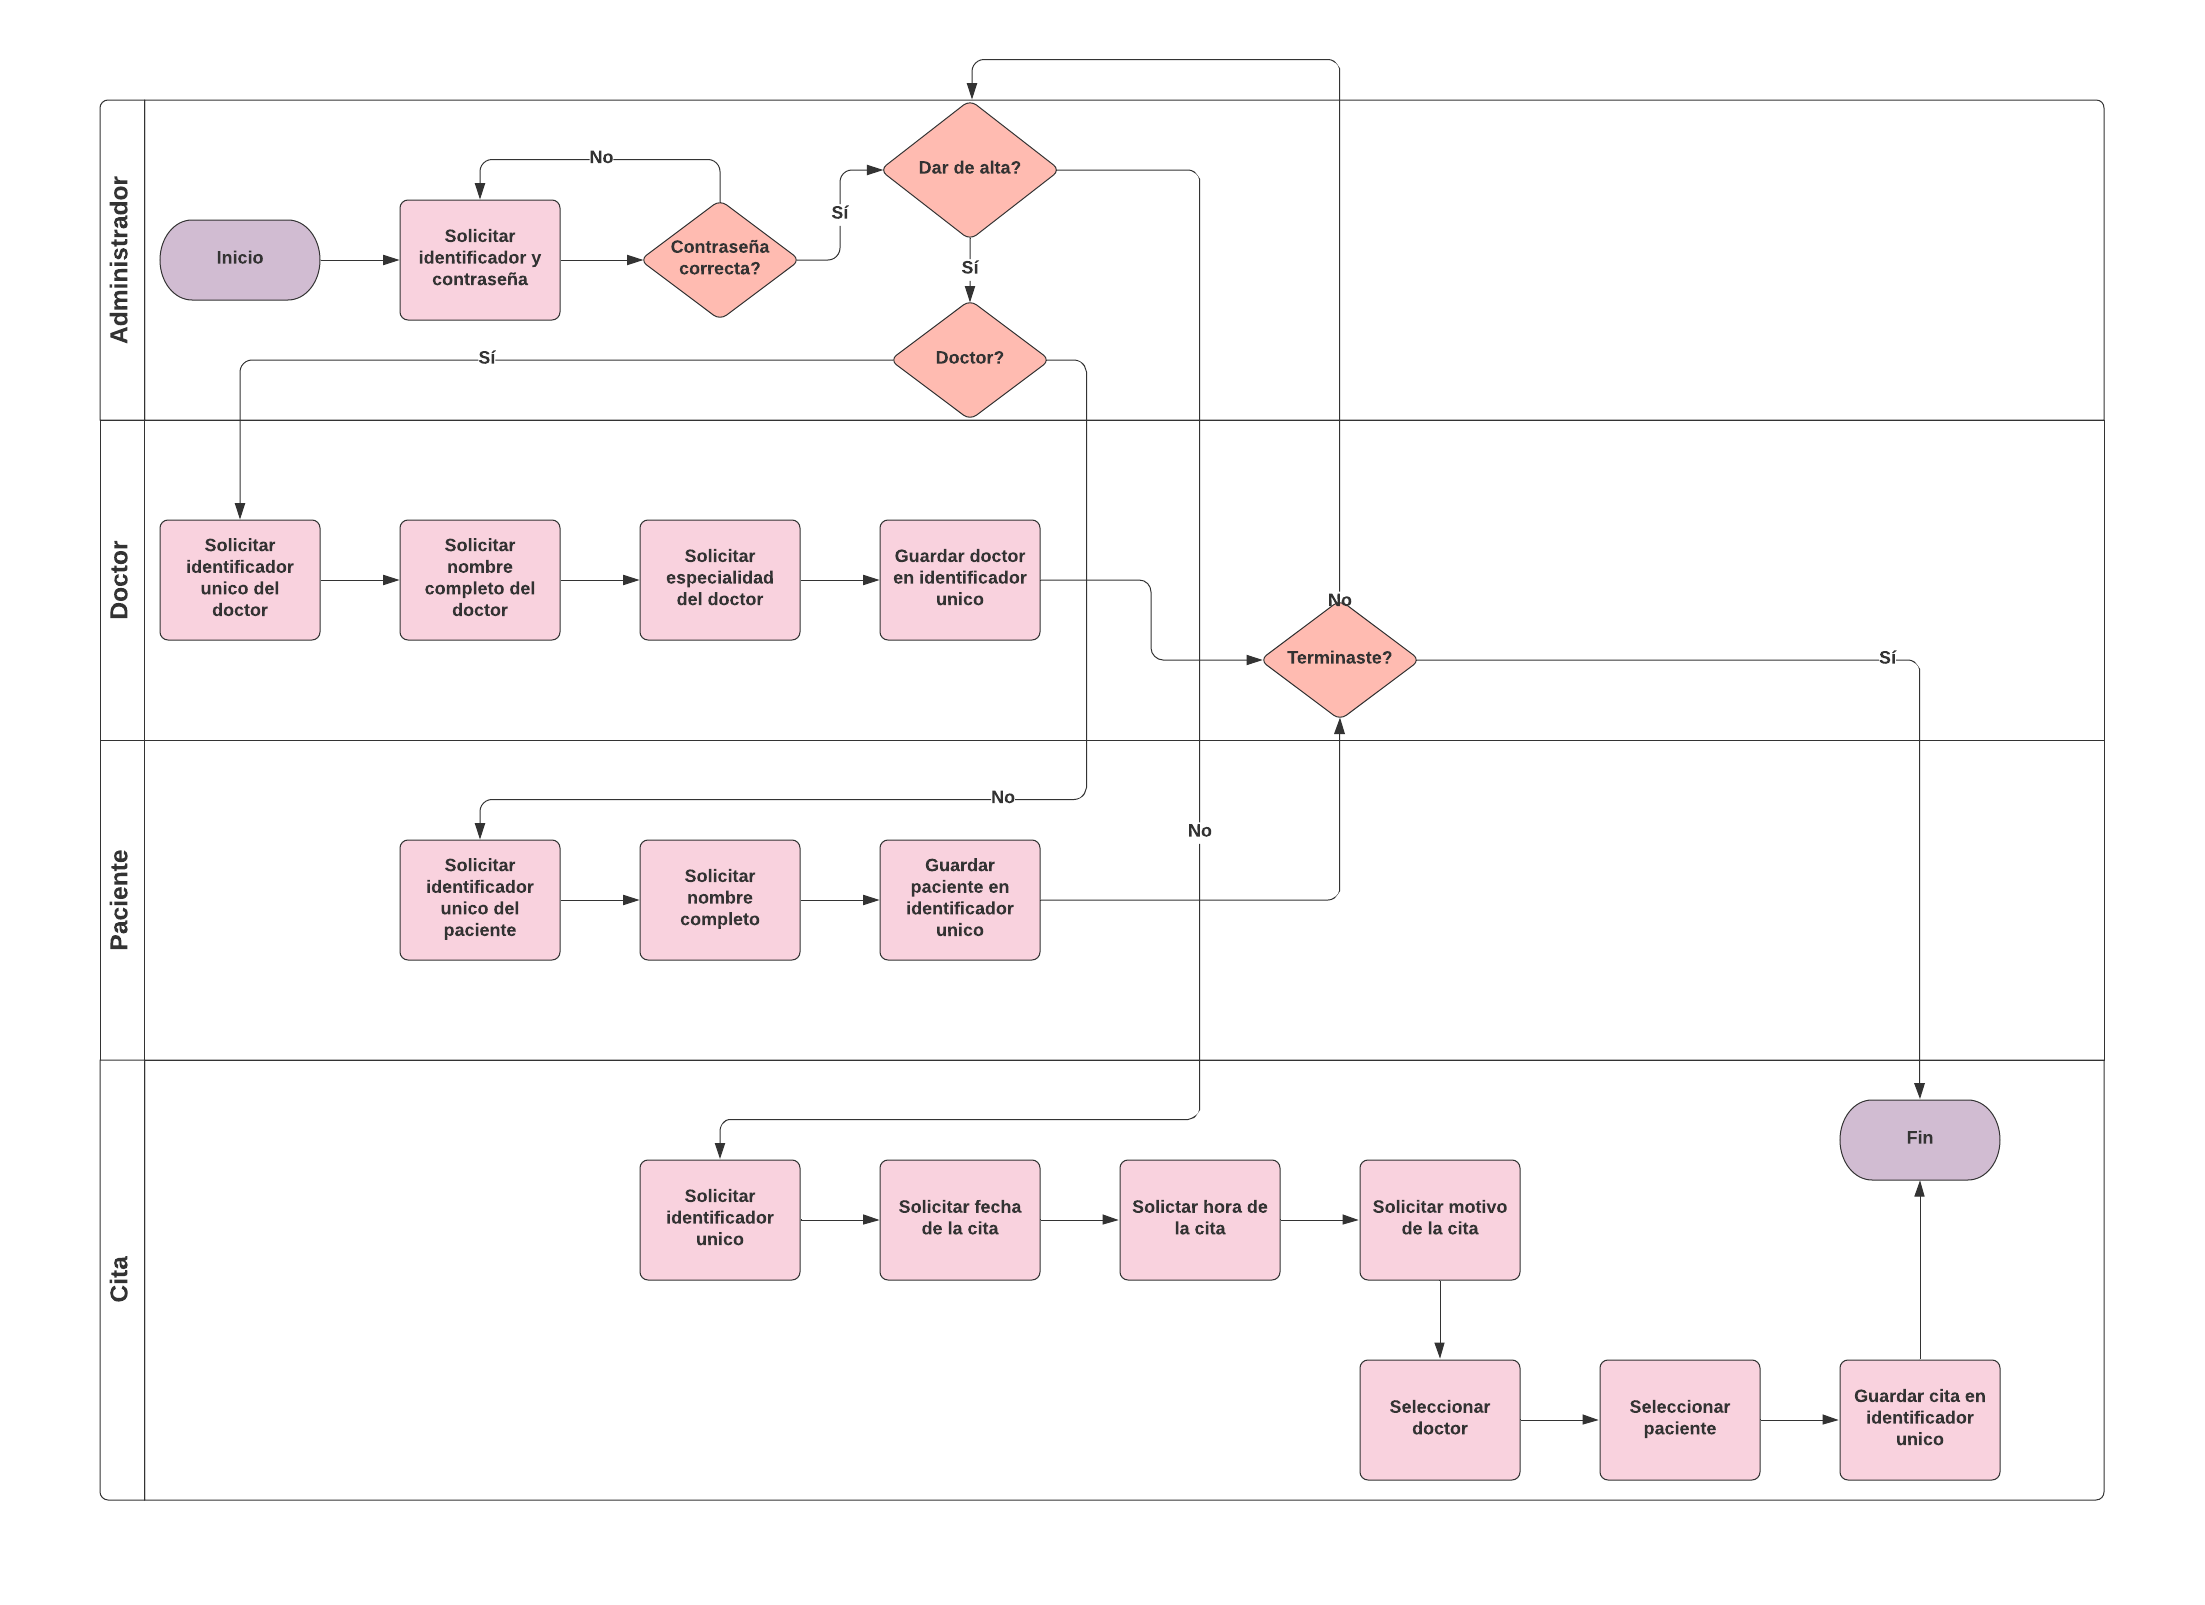 Administrador
Inicio
Solicitar
identificador y
contraseña
No
Contraseña
correcta?
Sí
Dar de alta?
Sí
Doctor?
Sí
Doctor
Solicitar
identificador
unico del
doctor
Solicitar
nombre
completo del
doctor
Solicitar
especialidad
del doctor
Guardar doctor
en identificador
unico
No
Terminaste?
Sí
Paciente
No
No
Solicitar
identificador
unico del
paciente
Solicitar
nombre
completo
Guardar
paciente en
identificador
unico
Cita
Solicitar
identificador
unico
Solicitar fecha
de la cita
Solictar hora de
la cita
Solicitar motivo
de la cita
Fin
Seleccionar
doctor
Seleccionar
paciente
Guardar cita en
identificador
unico